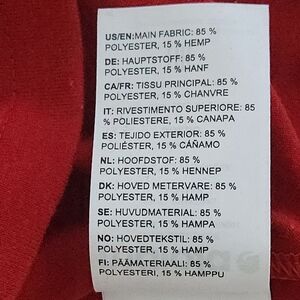 US/EN:MAIN FABRIC: 85 %
POLYESTER, 15 % HEMP
DE: HAUPTSTOFF: 85 %
POLYESTER, 15 % HANF
CA/FR: TISSU PRINCIPAL: 85 %
POLYESTER, 15 % CHANVRE
IT: RIVESTIMENTO SUPERIORE: 85
% POLIESTERE, 15 % CANAPA
ES: TEJIDO EXTERIOR: 85 %
POLIÉSTER, 15 % CÁÑAMO
NL: HOOFDSTOF: 85 %
POLYESTER, 15 % HENNEP
DK: HOVED METERVARE: 85 %
POLYESTER, 15 % HAMP
SE: HUVUDMATERIAL: 85 %
POLYESTER, 15 % HAMPA
NO: HOVEDTEKSTIL: 85 %
POLYESTER, 15 % HAMP
FI: PÄÄMATERIAALI: 85 %
POLYESTERI, 15 % HAMPPU